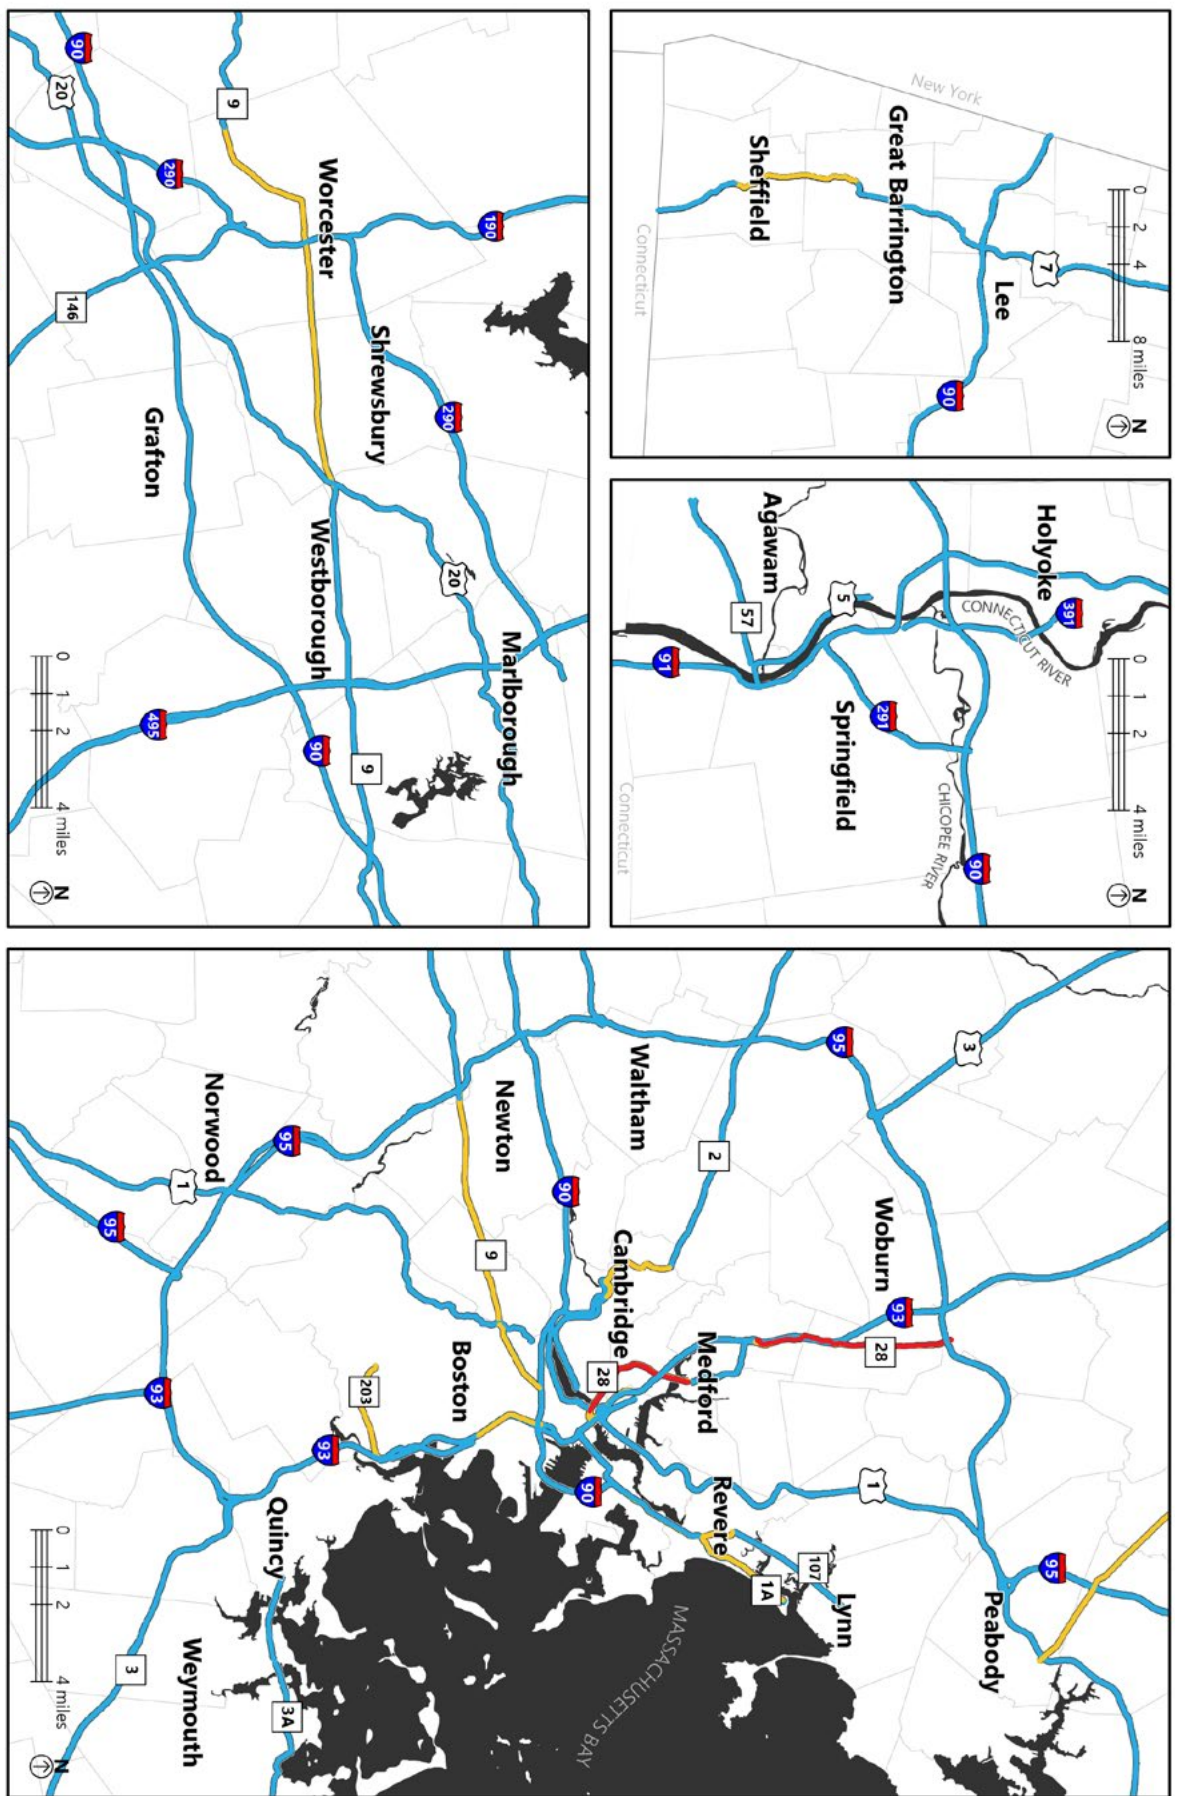 0 2 4 8 miles
N
7
Lee
90
New York
Great Barrington
Sheffield
Connecticut
0 1 2 4 miles
N
391
Holyoke
CONNECTICUT RIVER
90
CHICOPEE RIVER
291
Springfield
5
Agawam
57
91
Connecticut
190
Marlborough
20
290
Shrewsbury
9
Worcester
Westborough
90
9
290
Grafton
495
90
146
20
0 1 2 4 miles
N
95
Peabody
3
93
Woburn
28
1
95
Lynn
107
1A
Revere
2
Medford
MASSACHUSETTS BAY
Waltham
Cambridge
28
90
90
Newton
9
Boston
203
93
95
3A
Quincy
Norwood
Weymouth
1
93
3
95
0 1 2 4 miles
N